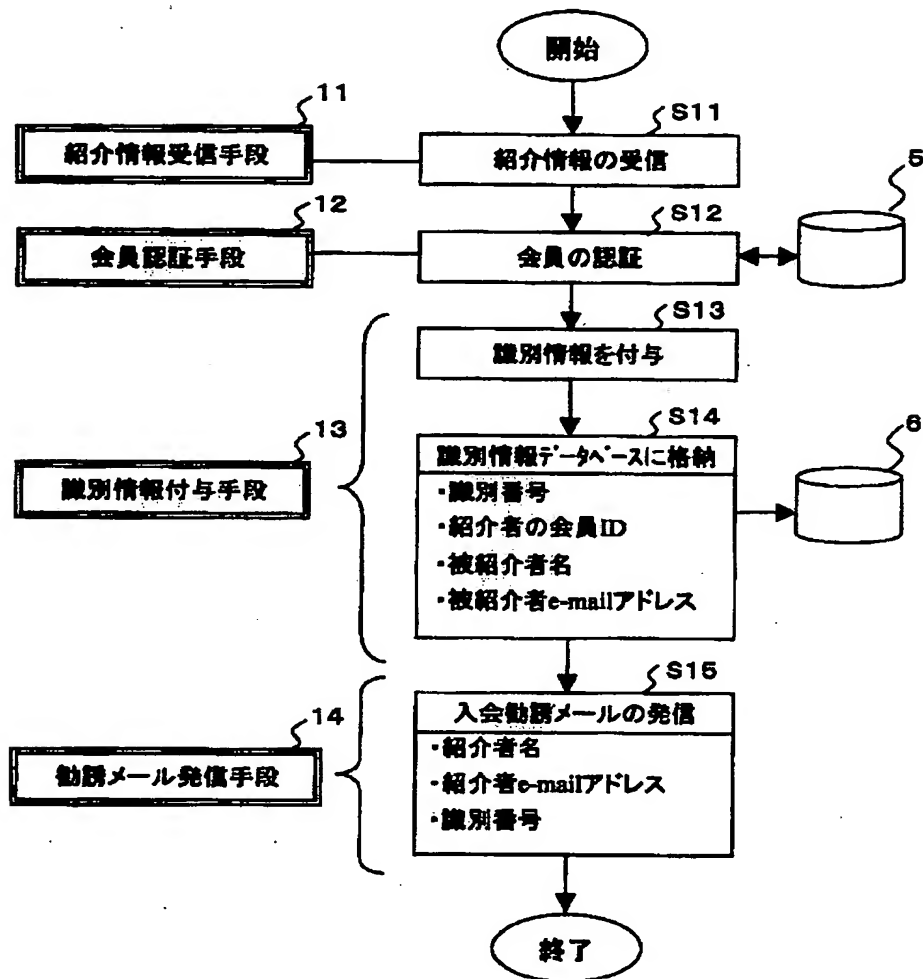 開始
11
S11
紹介情報受信手段
紹介情報の受信
5
12
S12
会員認証手段
会員の認証
S13
識別情報を付与
S14
6
13
識別情報データベースに格納
識別情報付与手段
・識別番号
・紹介者の会員ID
・被紹介者名
・被紹介者e-mailアドレス
S15
14
入会勧誘メールの発信
勧誘メール発信手段
・紹介者名
・紹介者e-mailアドレス
・識別番号
終了